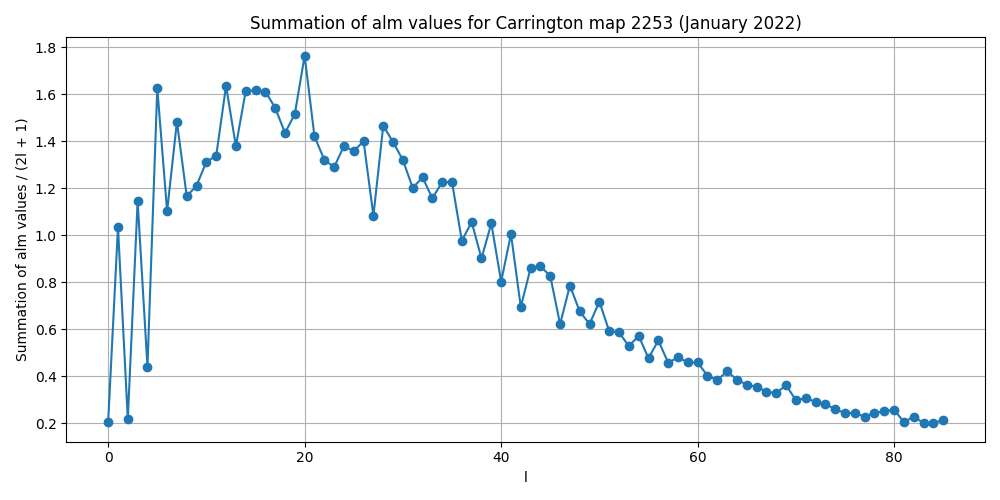 Summation of alm values for Carrington map 2253 (January 2022)
Summation of alm values / (2l + 1)
1.8
1.6
1.4
1.2
1.0
0.8
0.6
0.4
0.2
0 20 40 60 80
l